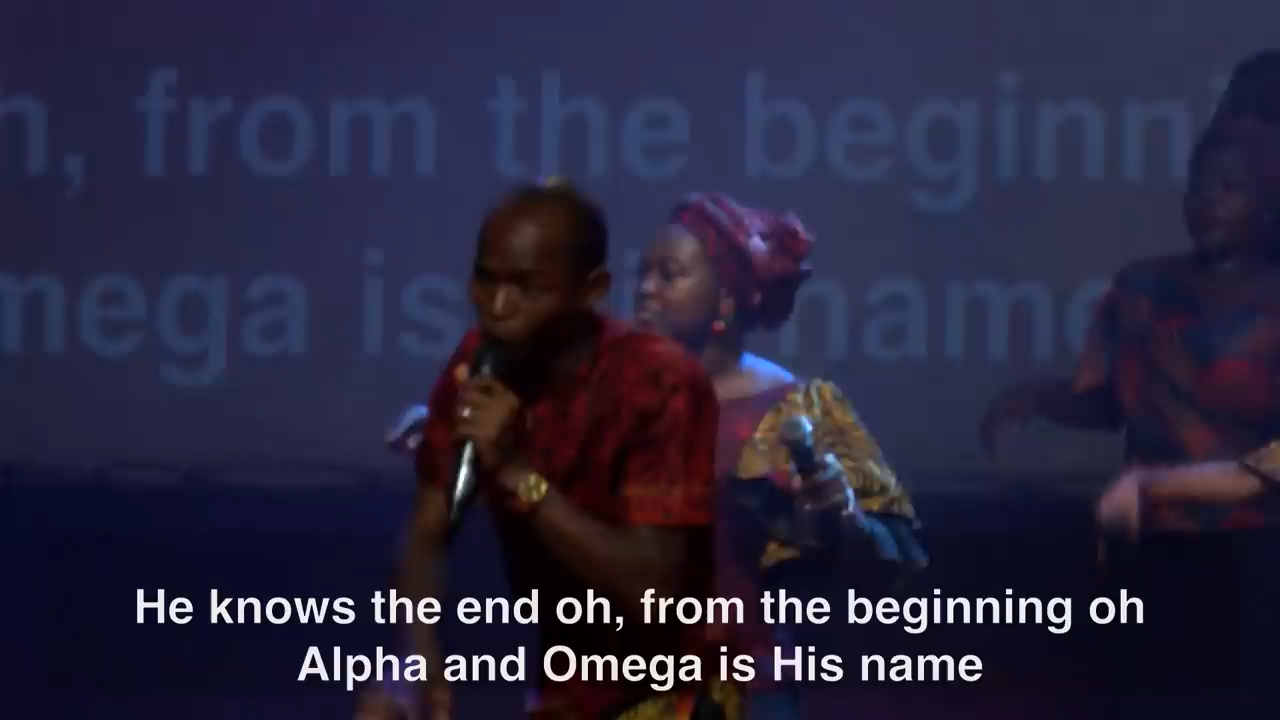 h, from the beginni
mega is name
He knows the end oh, from the beginning oh
Alpha and Omega is His name